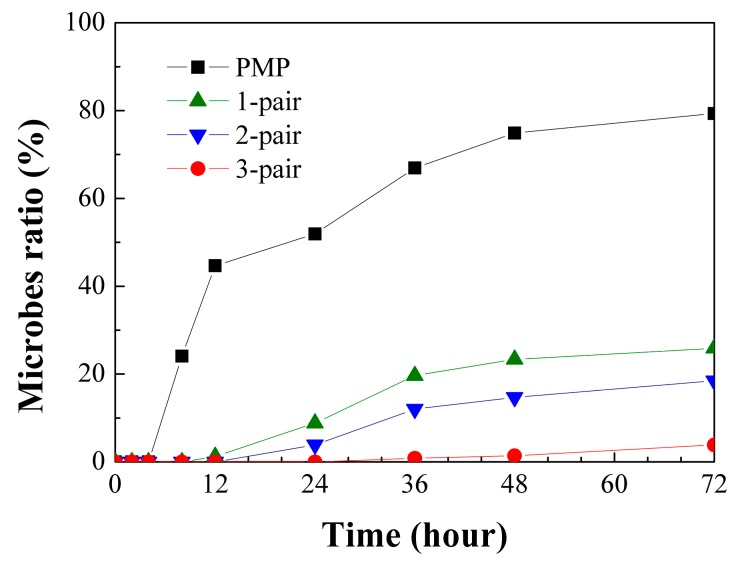 100
80
60
40
20
0
Microbes ratio (%)
PMP
1-pair
2-pair
3-pair
0 12 24 36 48 60 72
Time (hour)